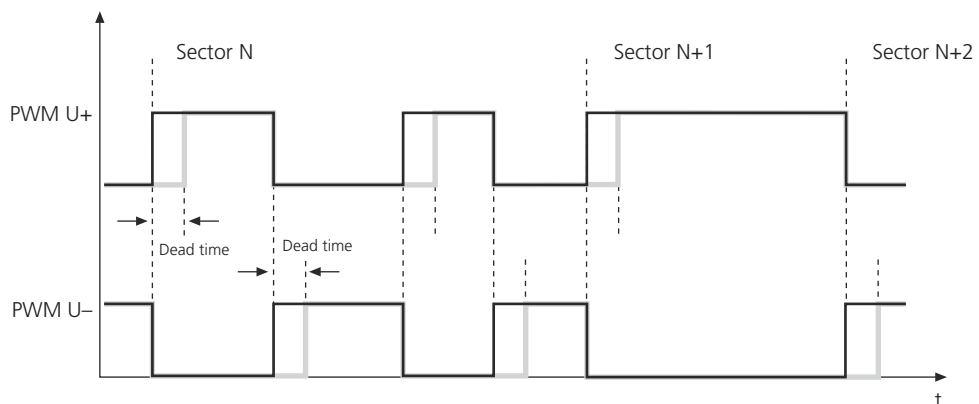 Sector N
Sector N+1
Sector N+2
PWM U+
Dead time
Dead time
PWM U–
t